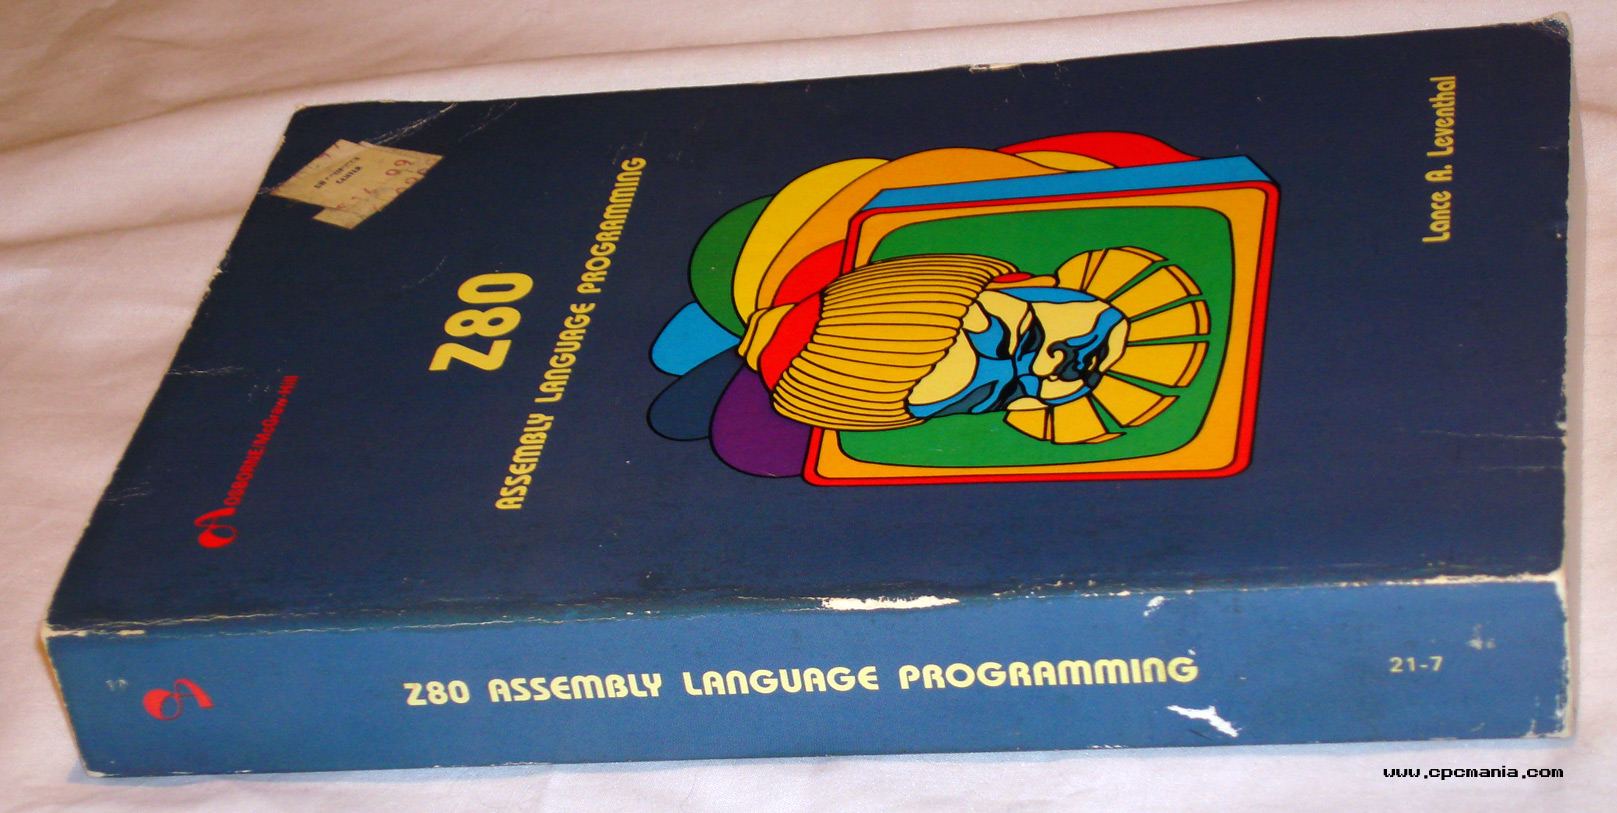 OSBORNE/McGraw-Hill
Z80
ASSEMBLY LANGUAGE PROGRAMMING
Lance A. Leventhal
Z80 ASSEMBLY LANGUAGE PROGRAMMING
21-7
www.cpcmania.com